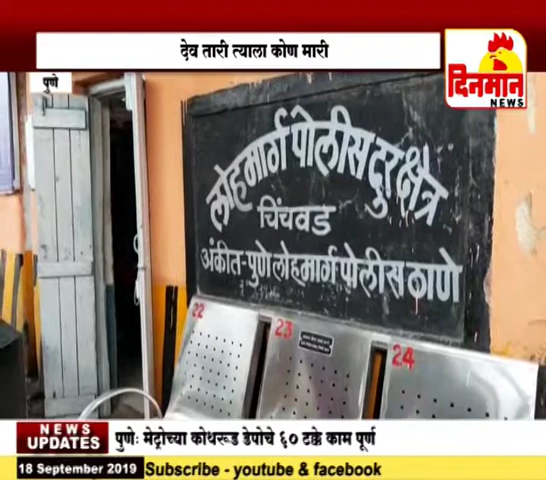 देव तारी त्याला कोण मारी
दिनमान
NEWS
पुणे
लोहमार्ग पोलीस दुरक्षेत्र
चिंचवड
अंकीत-पुणे लोहमार्ग पोलीस ठाणे
22
23
24
NEWS
UPDATES
पुणेः मेट्रोच्या कोथरूड डेपोचे ६० टक्के काम पूर्ण
18 September 2019
Subscribe - youtube & facebook